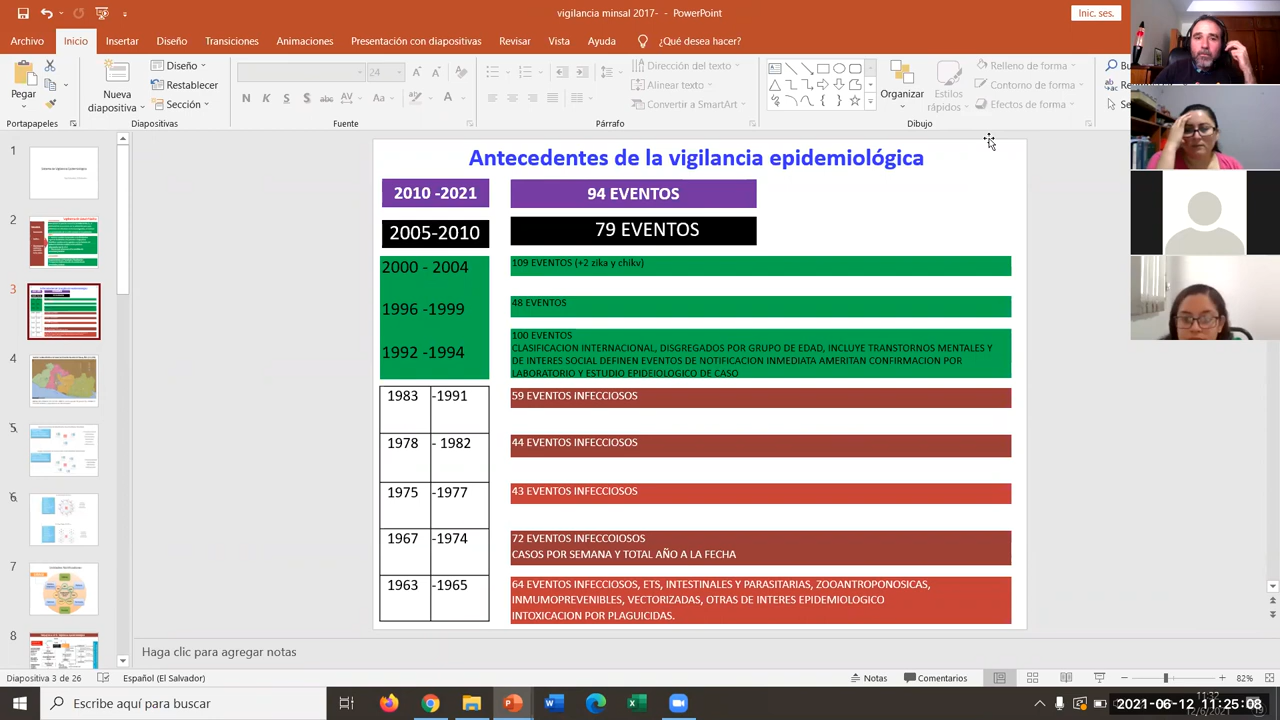 vigilancia minsal 2017- - PowerPoint
Inic. ses.
Archivo Inicio Insertar Diseño Transiciones Animaciones Presentación con diapositivas Revisar Vista Ayuda ¿Qué desea hacer?
Pegar
Portapapeles
Nueva diapositiva
Diseño
Restablecer
Sección
Diapositivas
24
N K S abc AV Aa
Fuente
Dirección del texto
Alinear texto
Convertir a SmartArt
Párrafo
Organizar
Estilos rápidos
Relleno de forma
Contorno de forma
Efectos de forma
Dibujo
1
2
3
6
8
Antecedentes de la vigilancia epidemiológica
2010 -2021 94 EVENTOS
2005-2010 79 EVENTOS
2000 - 2004 109 EVENTOS (+2 zika y chikv)
1996 -1999 48 EVENTOS
1992 -1994 100 EVENTOS
CLASIFICACION INTERNACIONAL, DISGREGADOS POR GRUPO DE EDAD, INCLUYE TRANSTORNOS MENTALES Y
DE INTERES SOCIAL DEFINEN EVENTOS DE NOTIFICACION INMEDIATA AMERITAN CONFIRMACION POR
LABORATORIO Y ESTUDIO EPIDEIOLOGICO DE CASO
1983 -1991 59 EVENTOS INFECCIOSOS
1978 - 1982 44 EVENTOS INFECCIOSOS
1975 -1977 43 EVENTOS INFECCIOSOS
1967 -1974 72 EVENTOS INFECCOIOSOS
CASOS POR SEMANA Y TOTAL AÑO A LA FECHA
1963 -1965 64 EVENTOS INFECCIOSOS, ETS, INTESTINALES Y PARASITARIAS, ZOOANTROPONOSICAS,
INMUMOPREVENIBLES, VECTORIZADAS, OTRAS DE INTERES EPIDEMIOLOGICO
INTOXICACION POR PLAGUICIDAS.
Haga clic para agregar notas
Diapositiva 3 de 26 Español (El Salvador) Notas Comentarios 82%
Escribe aquí para buscar
2021-06-12 11:25:08